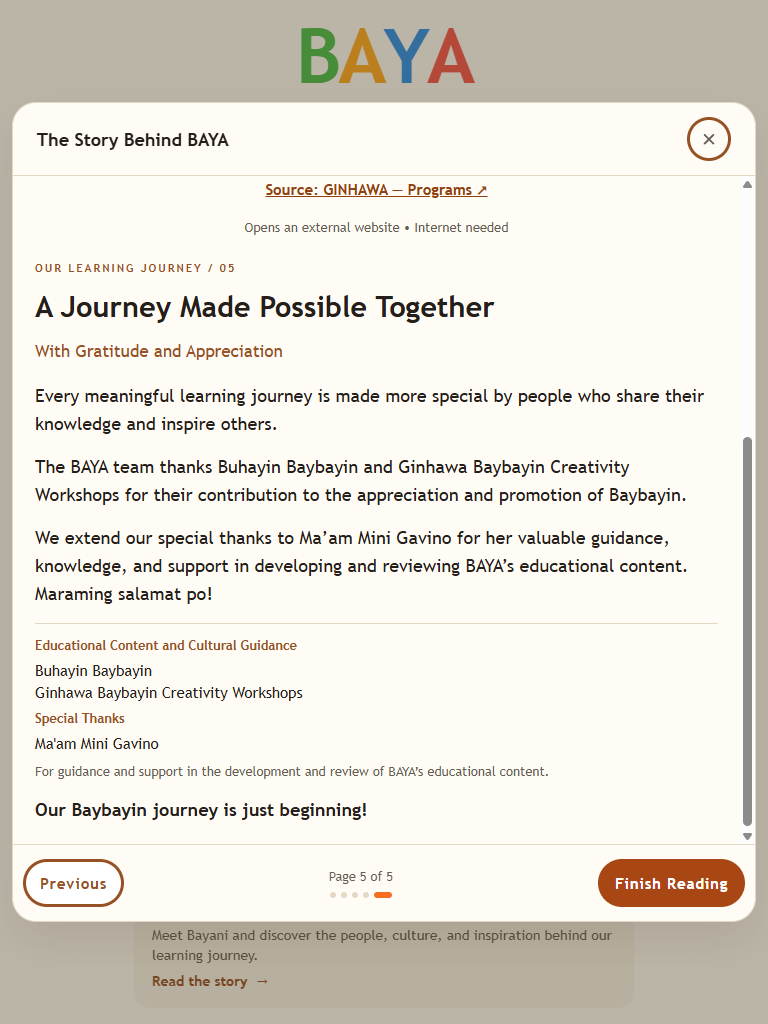 BAYA
The Story Behind BAYA
×
Source: GINHAWA — Programs ↗
Opens an external website • Internet needed
OUR LEARNING JOURNEY / 05
A Journey Made Possible Together
With Gratitude and Appreciation
Every meaningful learning journey is made more special by people who share their
knowledge and inspire others.
The BAYA team thanks Buhayin Baybayin and Ginhawa Baybayin Creativity
Workshops for their contribution to the appreciation and promotion of Baybayin.
We extend our special thanks to Ma’am Mini Gavino for her valuable guidance,
knowledge, and support in developing and reviewing BAYA’s educational content.
Maraming salamat po!
Educational Content and Cultural Guidance
Buhayin Baybayin
Ginhawa Baybayin Creativity Workshops
Special Thanks
Ma'am Mini Gavino
For guidance and support in the development and review of BAYA’s educational content.
Our Baybayin journey is just beginning!
Previous
Page 5 of 5
Finish Reading
Meet Bayani and discover the people, culture, and inspiration behind our
learning journey.
Read the story →